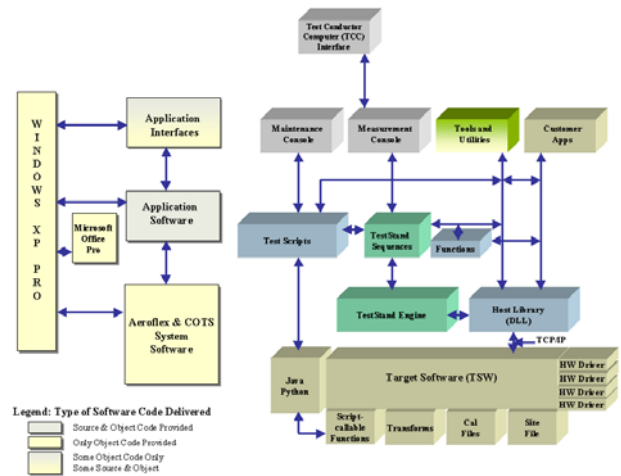 Test Conductor
Computer (TCC)
Interface
Maintenance
Console
Measurement
Console
Tools and
Utilities
Customer
Apps
WINDOWS XP PRO
Application
Interfaces
Application
Software
Microsoft
Office
Pro
Aeroflex & COTS
System
Software
Test Scripts
TestStand
Sequences
Functions
TestStand Engine
Host Library
(DLL)
TCP/IP
Java
Python
Target Software (TSW)
HW Driver
HW Driver
HW Driver
HW Driver
Script-
callable
Functions
Transforms
Cal
Files
Site
File
Legend: Type of Software Code Delivered
Source & Object Code Provided
Only Object Code Provided
Some Object Code Only
Some Source & Object